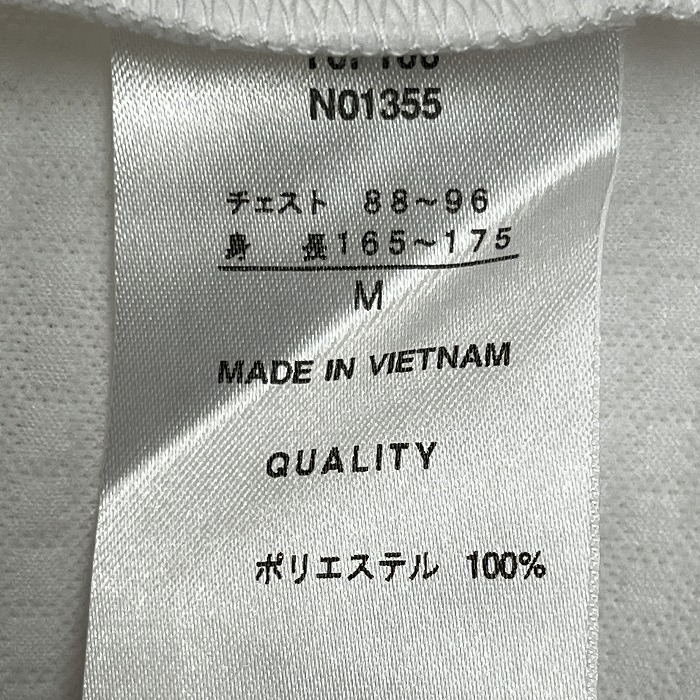 N01355
チェスト 88~96
身 長165~175
M
MADE IN VIETNAM
QUALITY
ポリエステル 100%